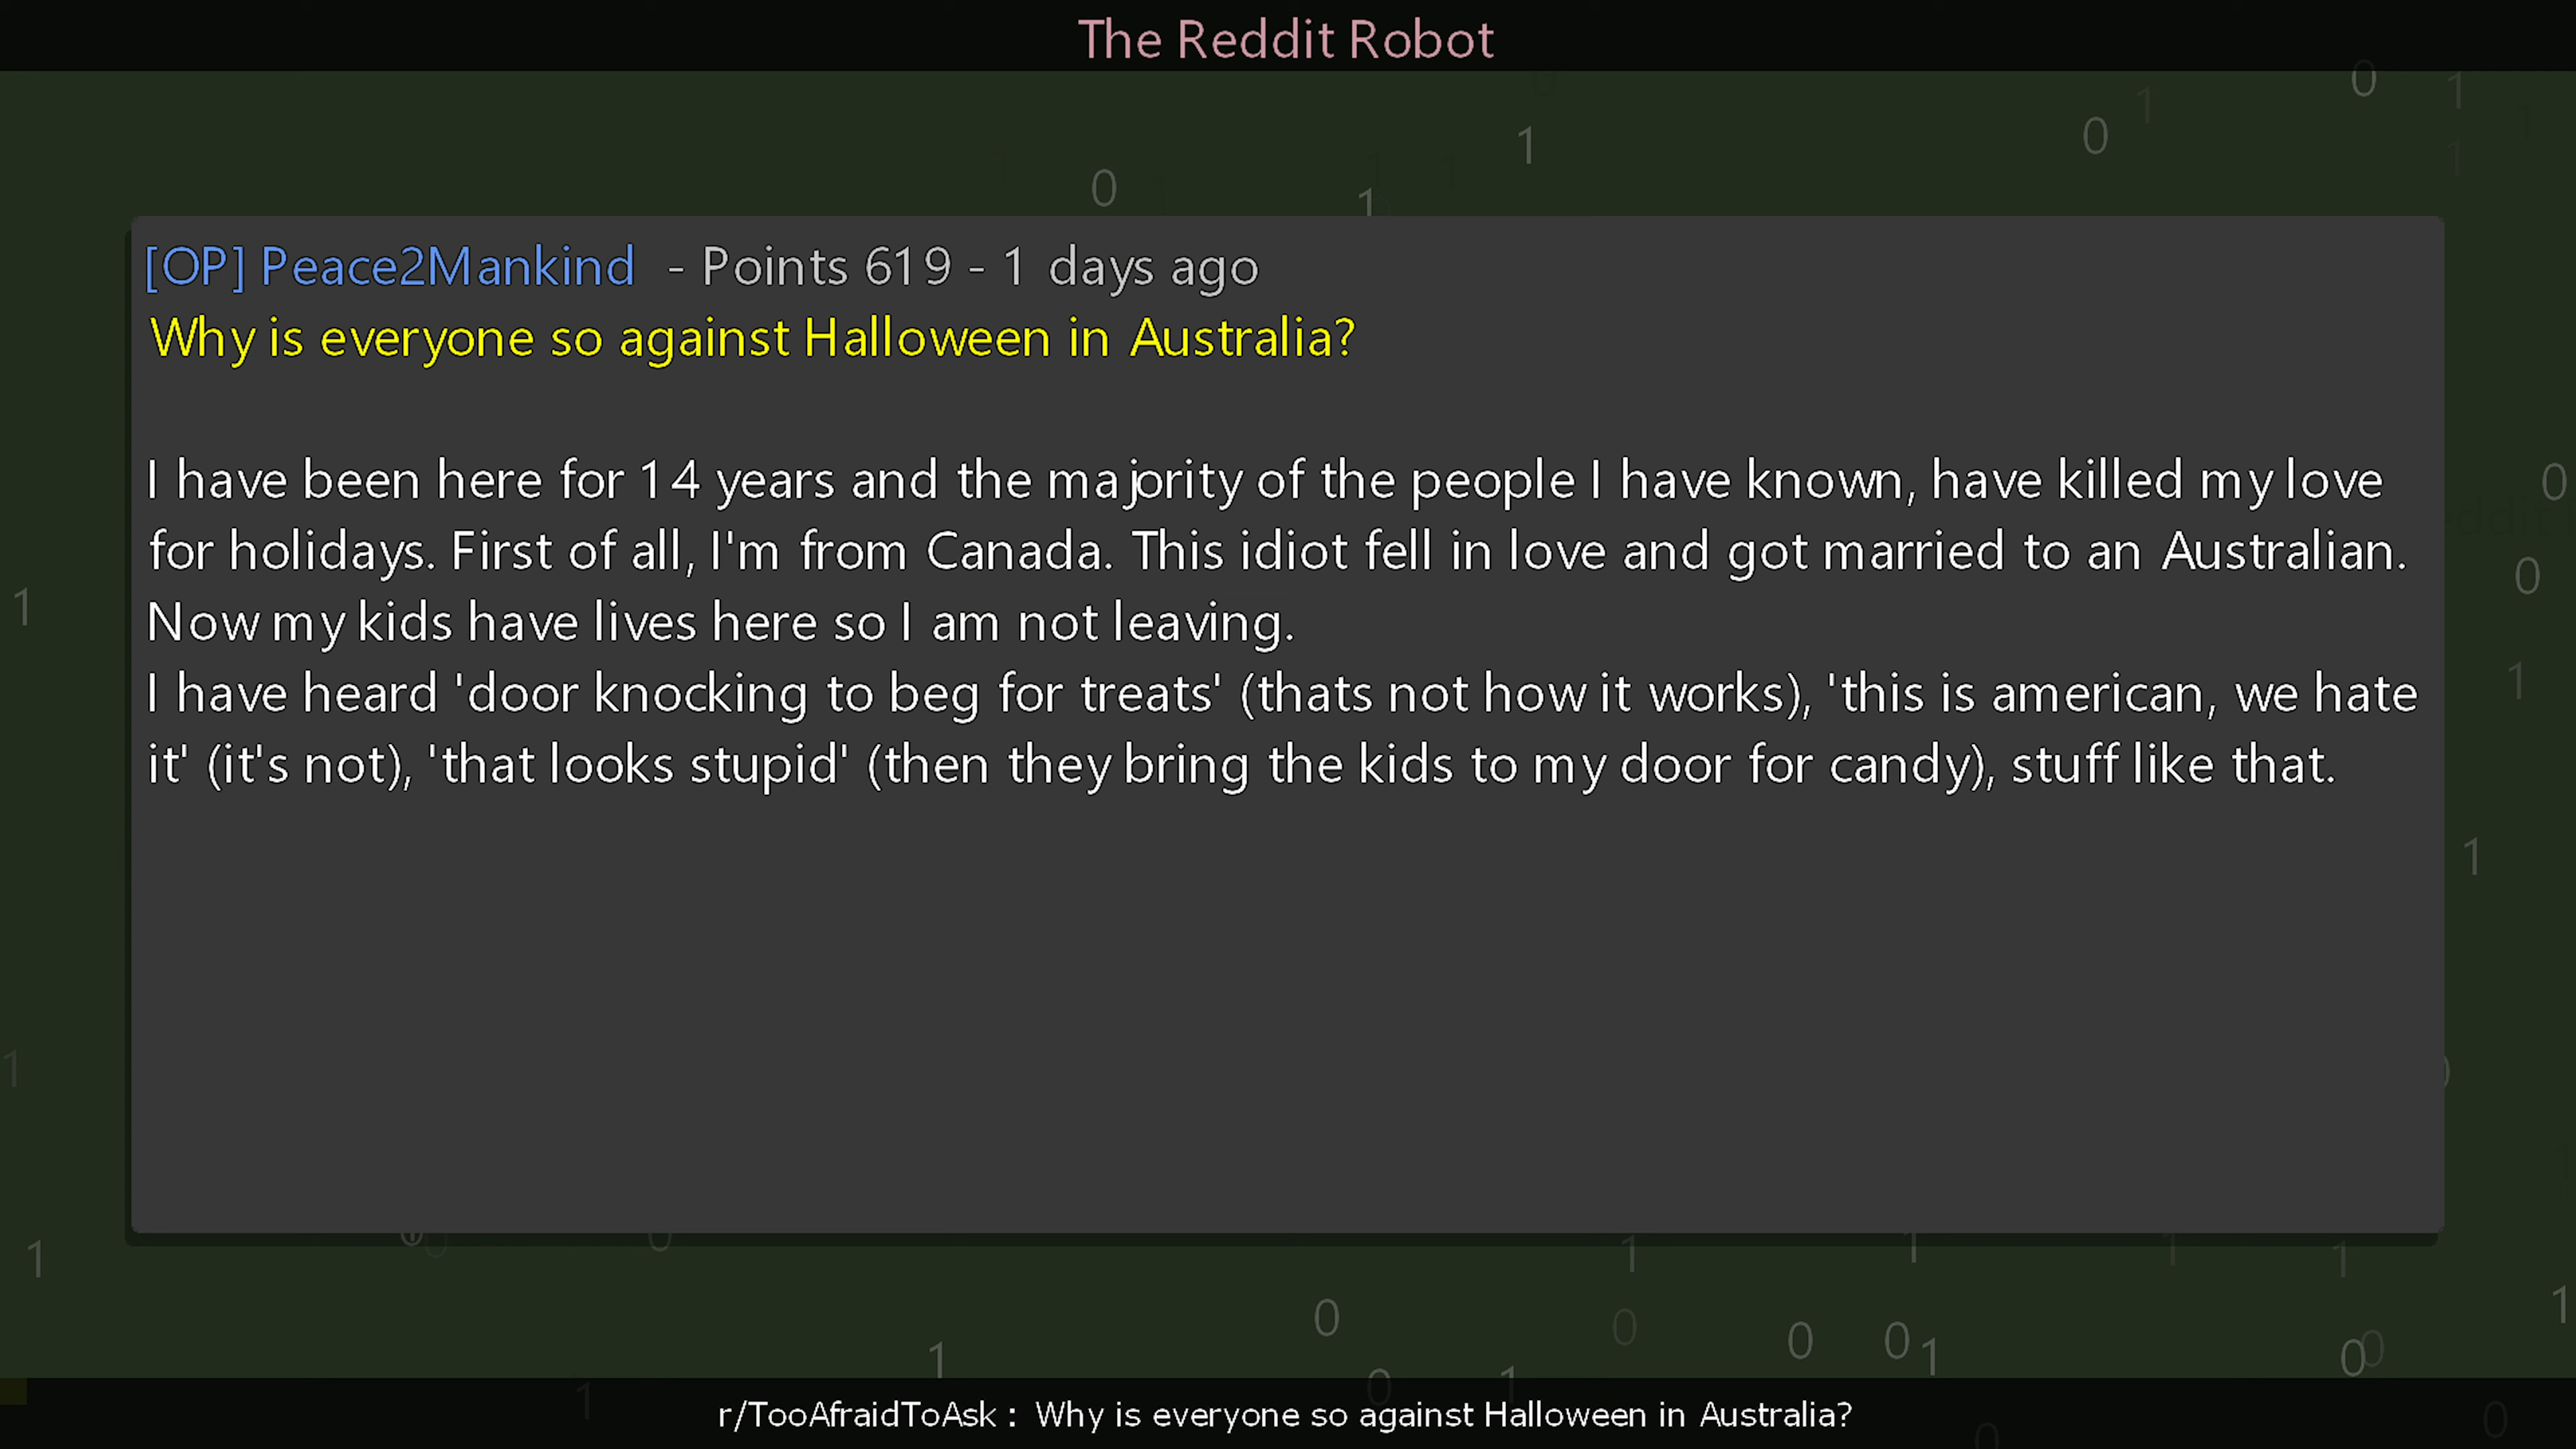 The Reddit Robot
[OP] Peace2Mankind - Points 619 - 1 days ago
Why is everyone so against Halloween in Australia?
I have been here for 14 years and the majority of the people I have known, have killed my love
for holidays. First of all, I'm from Canada. This idiot fell in love and got married to an Australian.
Now my kids have lives here so I am not leaving.
I have heard 'door knocking to beg for treats' (thats not how it works), 'this is american, we hate
it' (it's not), 'that looks stupid' (then they bring the kids to my door for candy), stuff like that.
r/TooAfraidToAsk : Why is everyone so against Halloween in Australia?